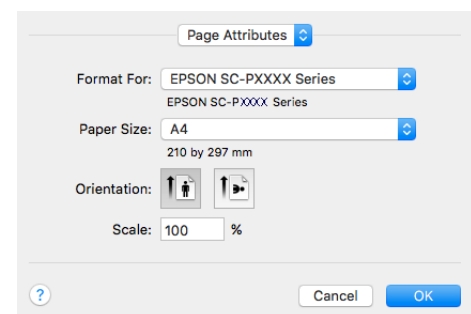 Page Attributes
Format For: EPSON SC-PXXXX Series
EPSON SC-PXXXX Series
Paper Size: A4
210 by 297 mm
Orientation:
Scale: 100 %
? Cancel OK